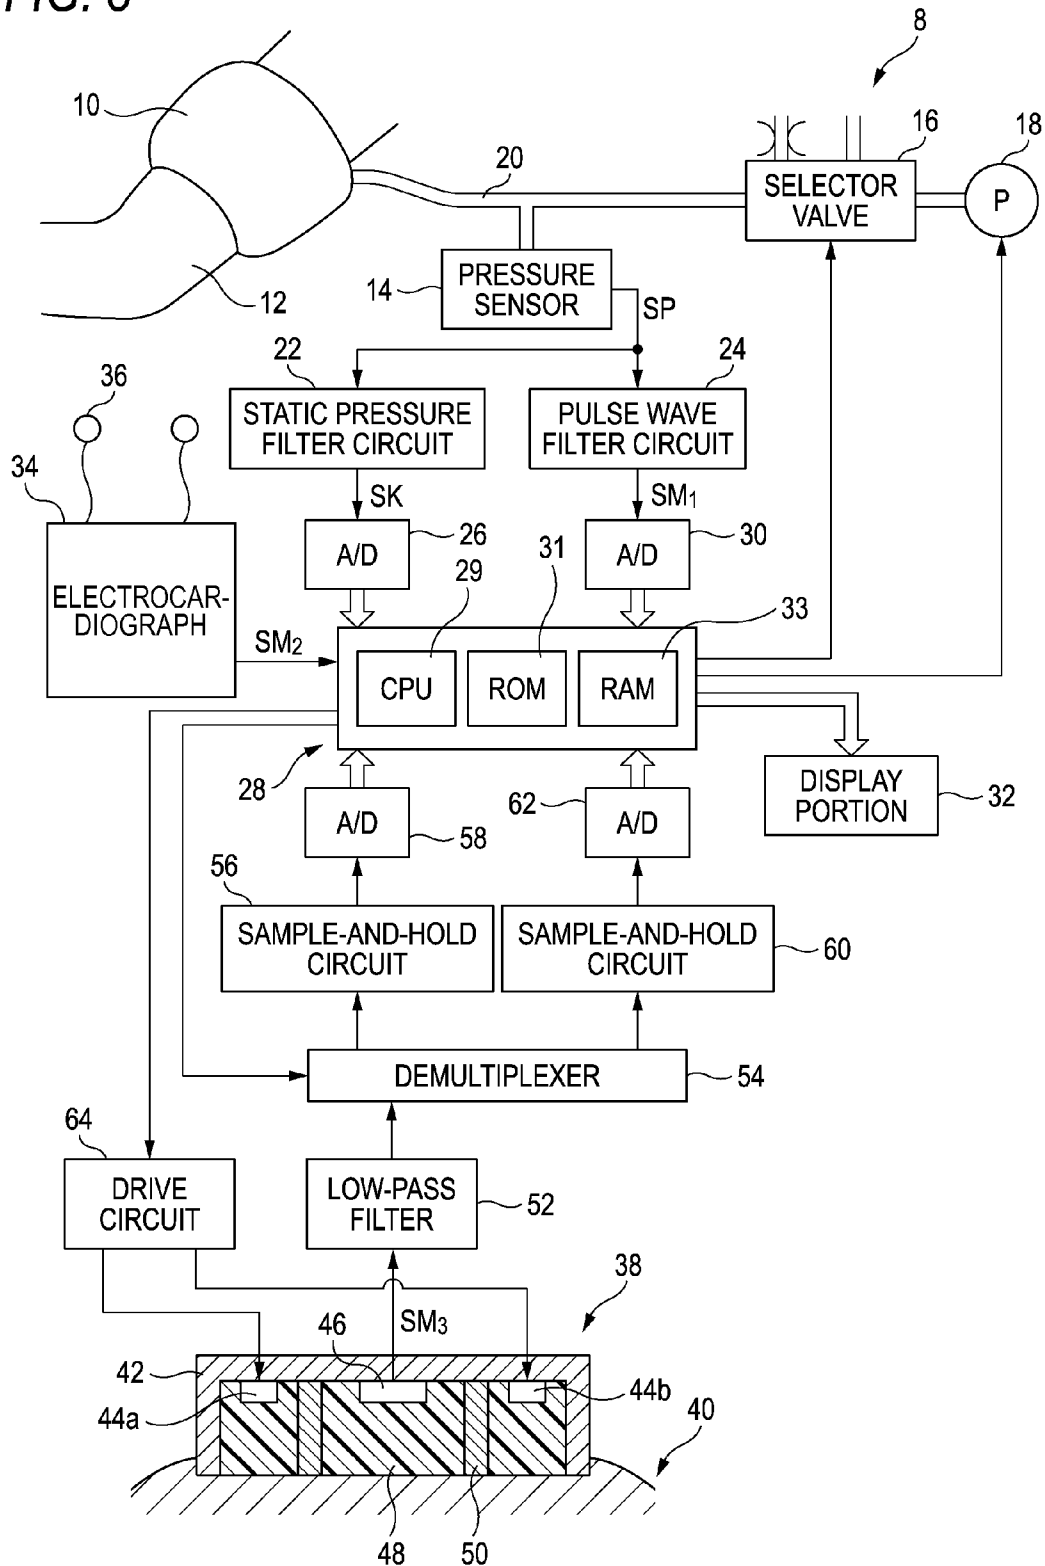 8
10
20
16
18
SELECTOR
VALVE
P
PRESSURE
SENSOR
14
12
SP
22
24
36
STATIC PRESSURE
FILTER CIRCUIT
PULSE WAVE
FILTER CIRCUIT
34
SK
SM1
26
31
30
A/D
A/D
29
33
ELECTROCAR-
DIOGRAPH
SM2
CPU
ROM
RAM
28
DISPLAY
PORTION
32
62
A/D
58
A/D
56
SAMPLE-AND-HOLD
CIRCUIT
SAMPLE-AND-HOLD
CIRCUIT
60
DEMULTIPLEXER
54
64
DRIVE
CIRCUIT
LOW-PASS
FILTER
52
38
46
SM3
42
44a
44b
40
48
50